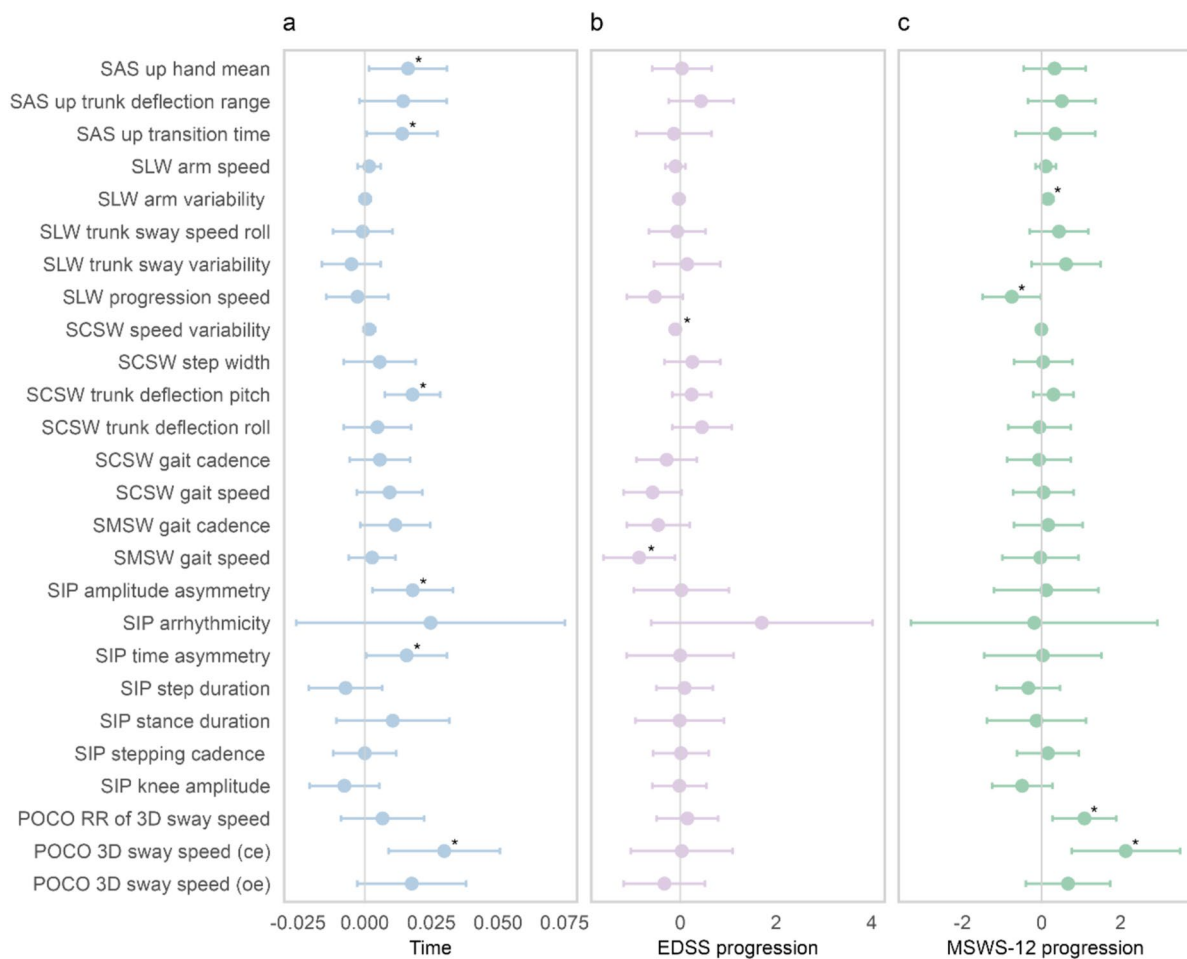 a b c
SAS up hand mean *
SAS up trunk deflection range
SAS up transition time *
SLW arm speed
SLW arm variability *
SLW trunk sway speed roll
SLW trunk sway variability
SLW progression speed *
SCSW speed variability *
SCSW step width
SCSW trunk deflection pitch *
SCSW trunk deflection roll
SCSW gait cadence
SCSW gait speed
SMSW gait cadence
SMSW gait speed *
SIP amplitude asymmetry *
SIP arrhythmicity
SIP time asymmetry *
SIP step duration
SIP stance duration
SIP stepping cadence
SIP knee amplitude
POCO RR of 3D sway speed *
POCO 3D sway speed (ce) * *
POCO 3D sway speed (oe)
-0.025 0.000 0.025 0.050 0.075 0 2 4 -2 0 2
Time EDSS progression MSWS-12 progression